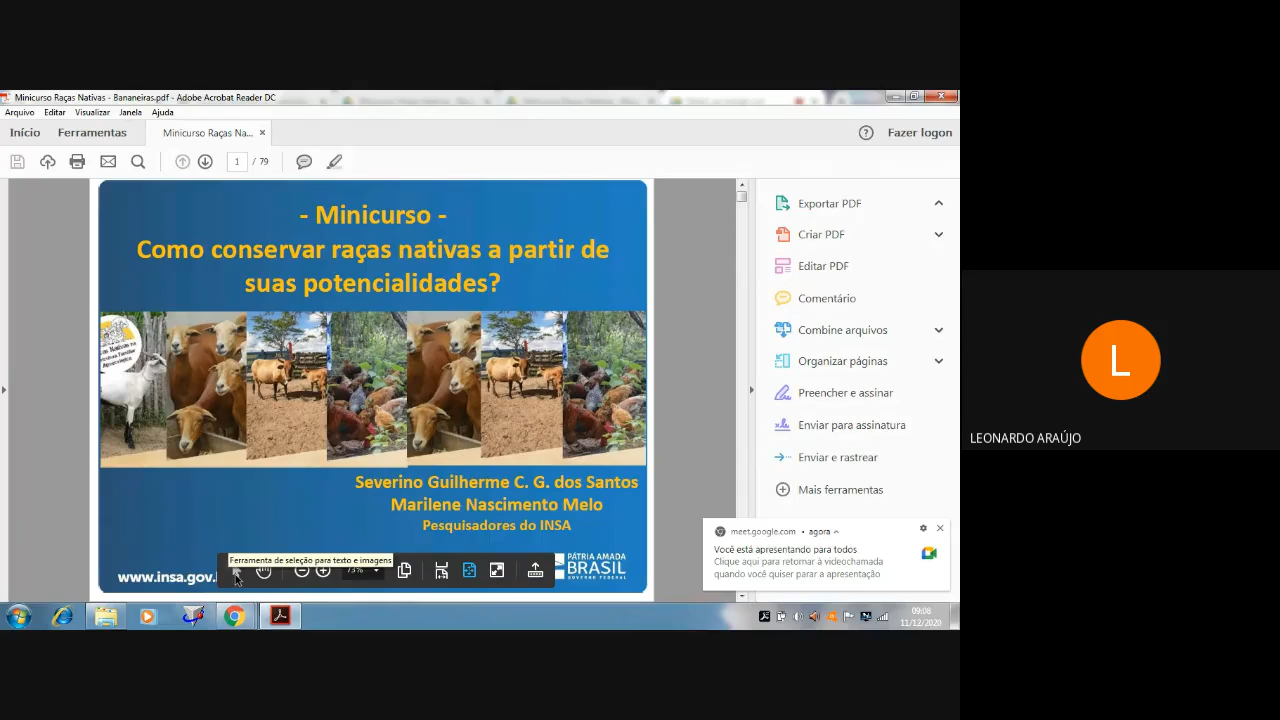 Minicurso Raças Nativas - Bananeiras.pdf - Adobe Acrobat Reader DC
Arquivo Editar Visualizar Janela Ajuda
Início Ferramentas Minicurso Raças Na... × Fazer logon
1 / 79
- Minicurso -
Como conservar raças nativas a partir de
suas potencialidades?
Severino Guilherme C. G. dos Santos
Marilene Nascimento Melo
Pesquisadores do INSA
Ferramenta de seleção para texto e imagens
73%
www.insa.gov.
PÁTRIA AMADA
BRASIL
GOVERNO FEDERAL
Exportar PDF
Criar PDF
Editar PDF
Comentário
Combine arquivos
Organizar páginas
Preencher e assinar
Enviar para assinatura
Enviar e rastrear
Mais ferramentas
meet.google.com • agora
Você está apresentando para todos
Clique aqui para retornar à videochamada
quando você quiser parar a apresentação
09:08
11/12/2020
L
LEONARDO ARAÚJO